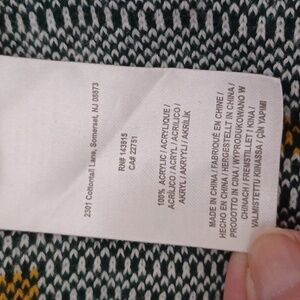 2301 Cottontail Lane, Somerset, NJ 08873
RN# 143815
CA# 22751
100% ACRYLIC / ACRYLIQUE /
ACRÍLICO / ACRYL / ACRILICO /
AKRYL / AKRYYLI / AKRILIK
MADE IN CHINA / FABRIQUÉ EN CHINE /
HECHO EN CHINA / HERGESTELLT IN CHINA /
PRODOTTO IN CINA / WYPRODUKOWANO W
CHINACH / FREMSTILLET I KINA /
VALMISTETTU KIINASSA / ÇİN YAPIMI